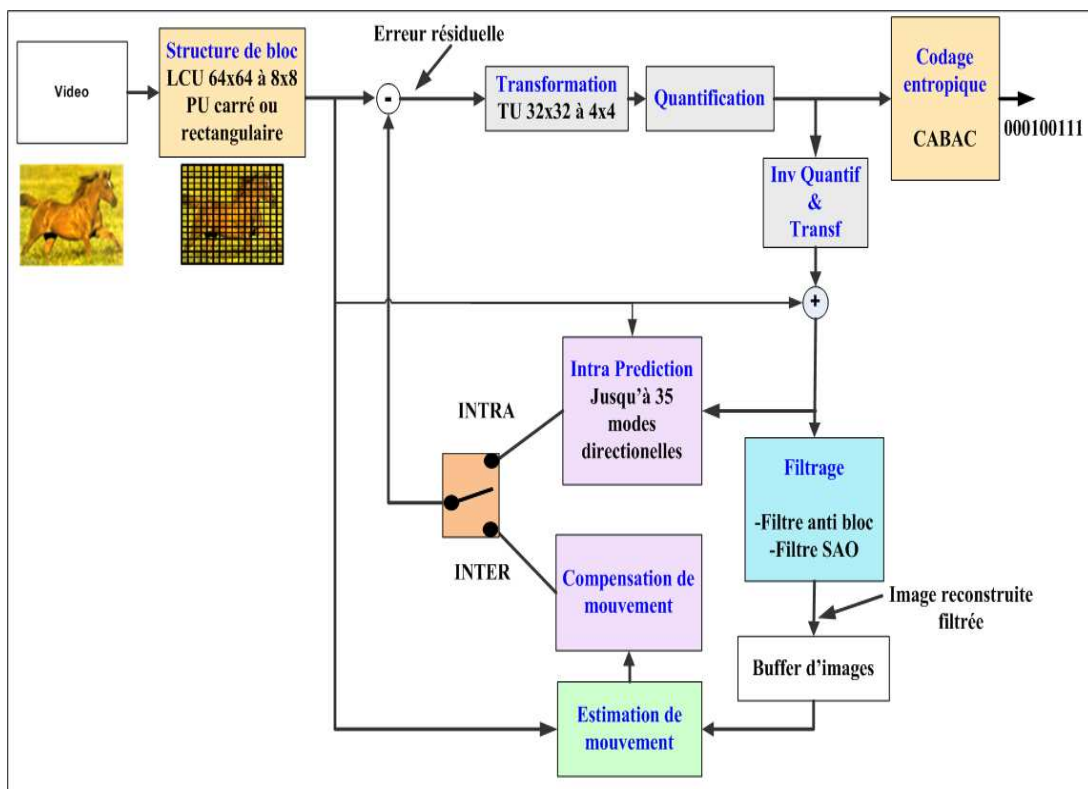 Video
Structure de bloc
LCU 64x64 à 8x8
PU carré ou
rectangulaire
Erreur résiduelle
-
Transformation
TU 32x32 à 4x4
Quantification
Codage
entropique
CABAC
000100111
Inv Quantif
&
Transf
+
Intra Prediction
Jusqu'à 35
modes
directionelles
INTRA
INTER
Filtrage
-Filtre anti bloc
-Filtre SAO
Compensation de
mouvement
Image reconstruite
filtrée
Buffer d'images
Estimation de
mouvement